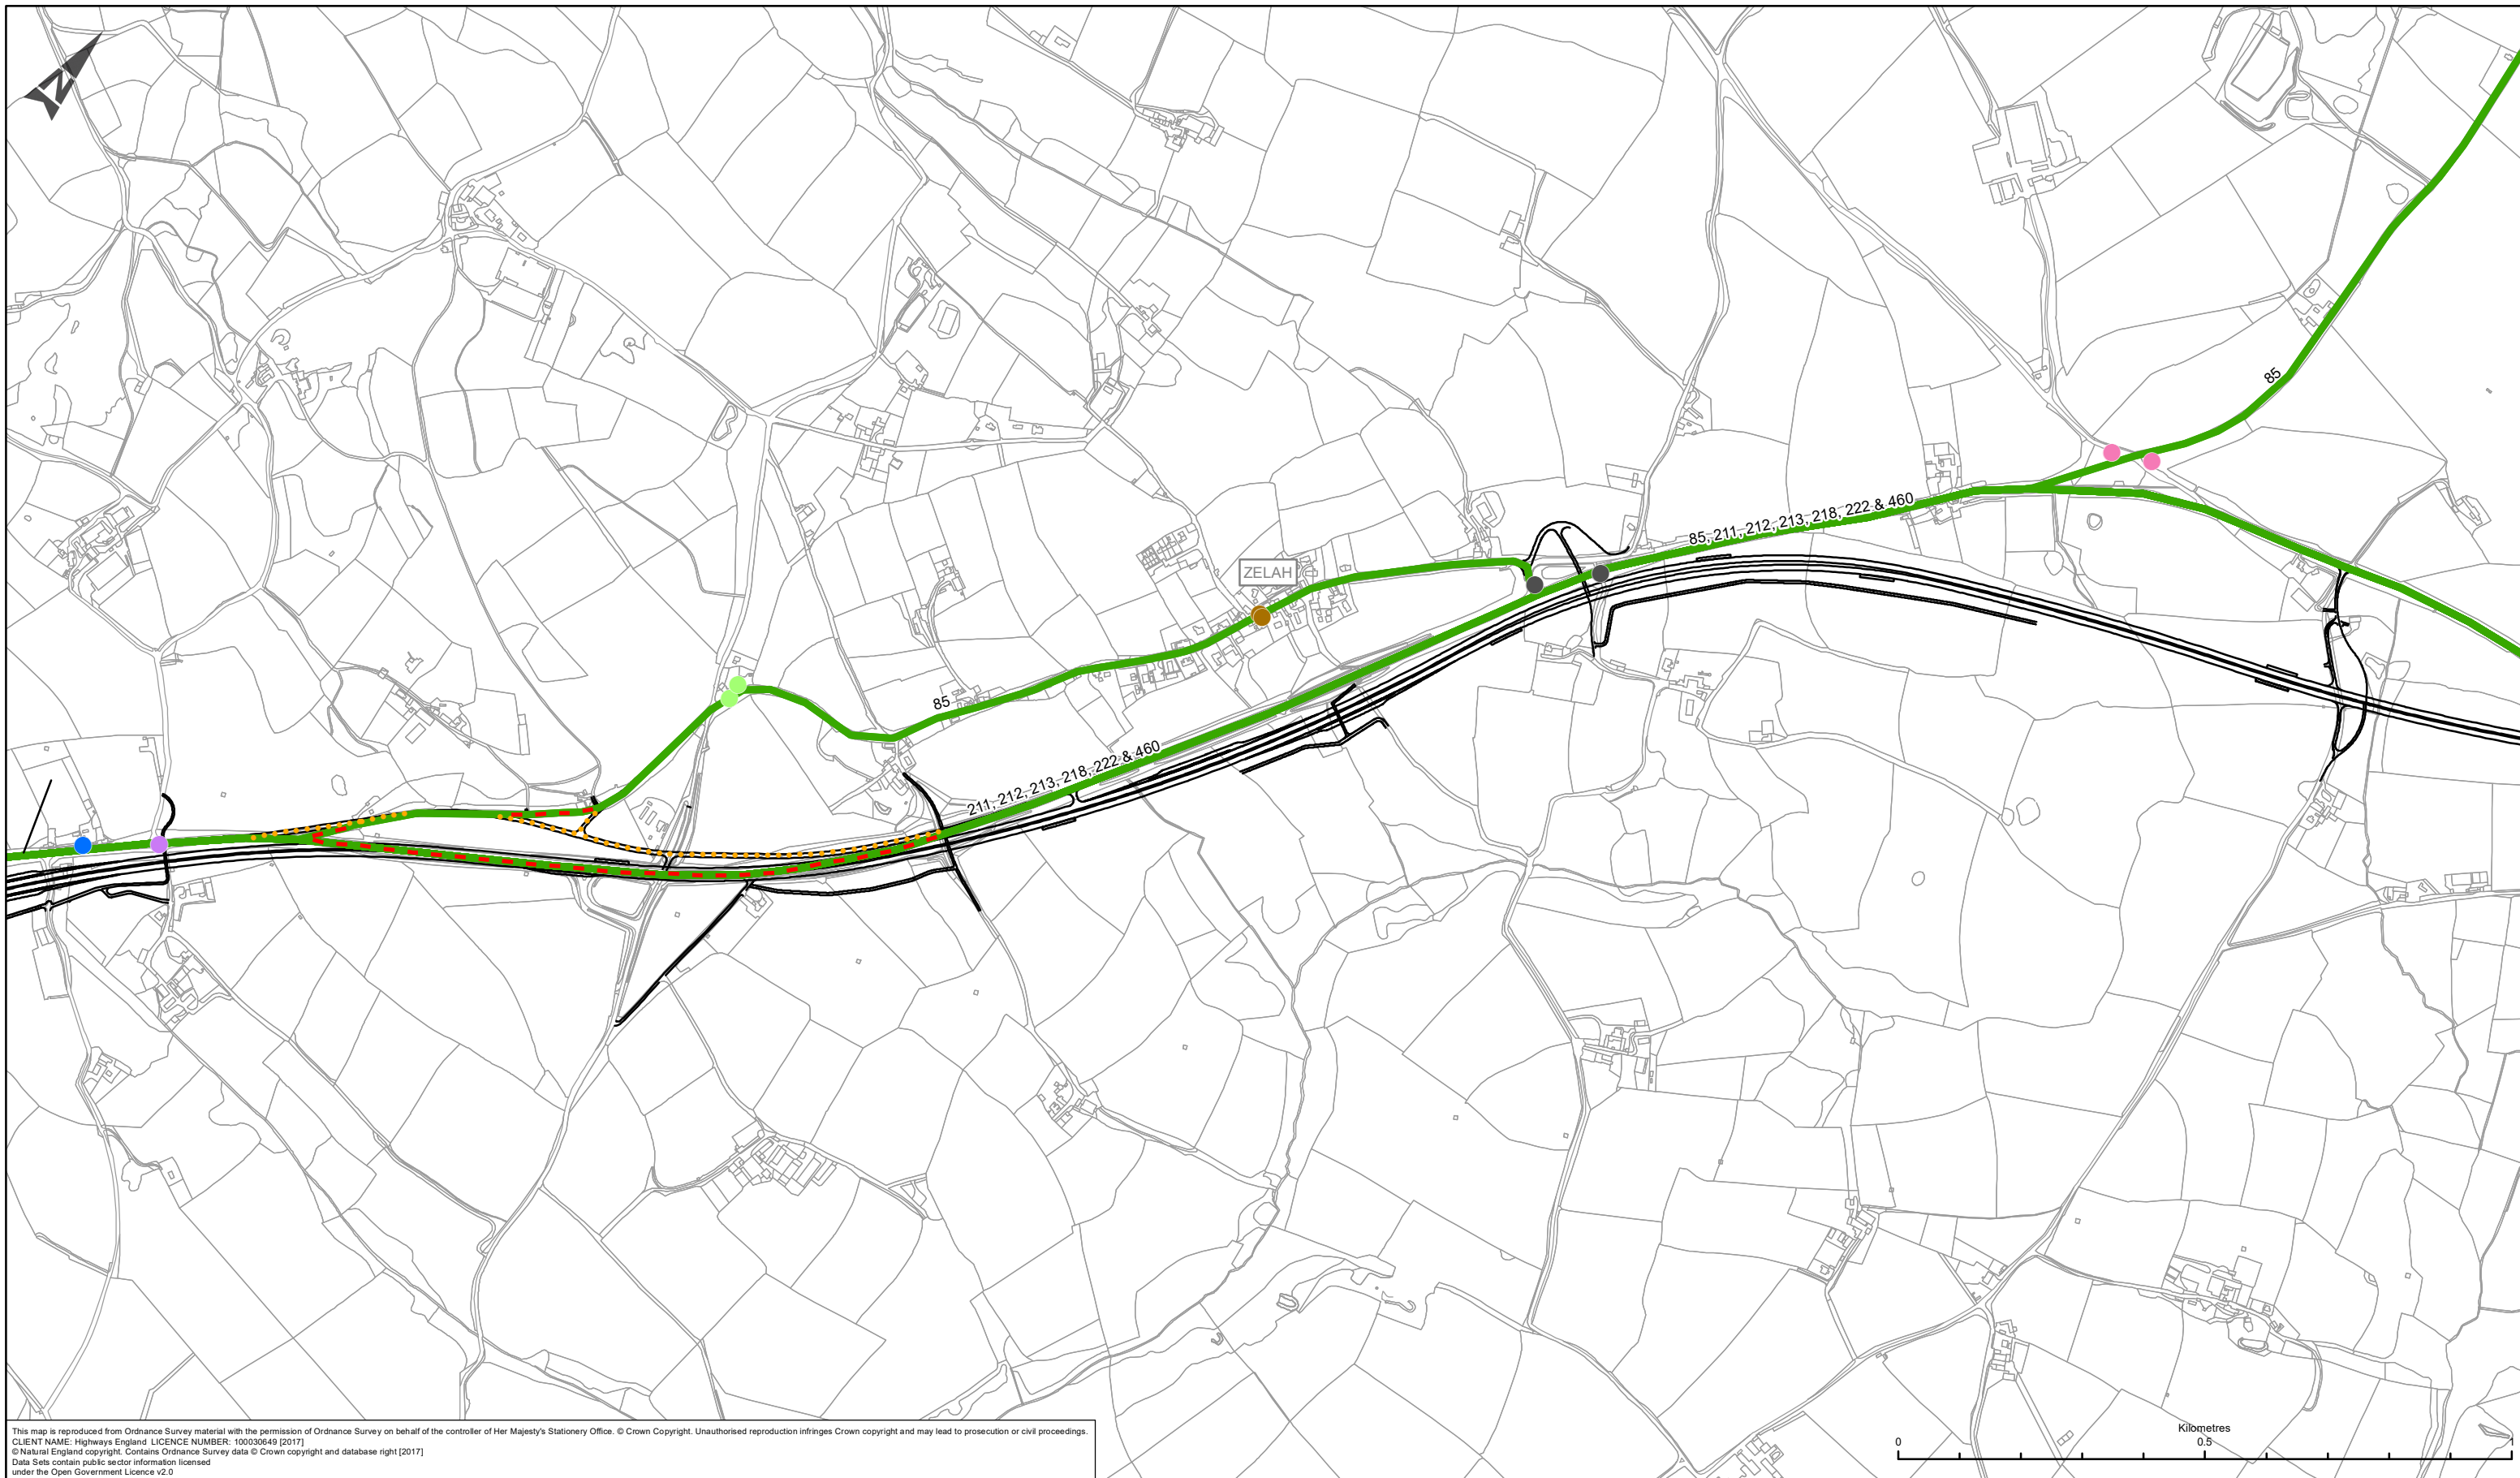 N
85
ZELAH
85, 211, 212, 213, 218, 222 & 460
85
211, 212, 213, 218, 222 & 460
Kilometres
0 0.5 1
This map is reproduced from Ordnance Survey material with the permission of Ordnance Survey on behalf of the controller of Her Majesty's Stationery Office. © Crown Copyright. Unauthorised reproduction infringes Crown copyright and may lead to prosecution or civil proceedings.
CLIENT NAME: Highways England LICENCE NUMBER: 100030649 [2017]
© Natural England copyright. Contains Ordnance Survey data © Crown copyright and database right [2017]
Data Sets contain public sector information licensed
under the Open Government Licence v2.0